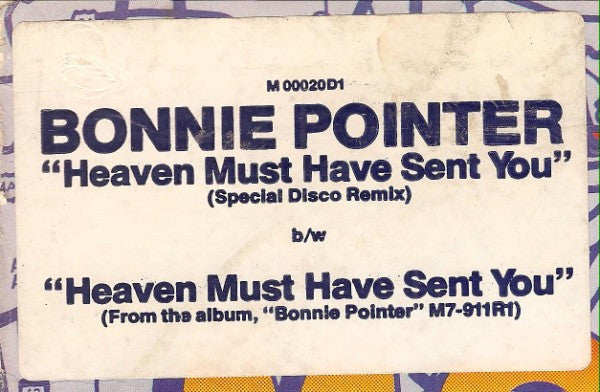 M 00020D1
BONNIE POINTER
“Heaven Must Have Sent You”
(Special Disco Remix)
b/w
“Heaven Must Have Sent You”
(From the album, “Bonnie Pointer” M7-911R1)